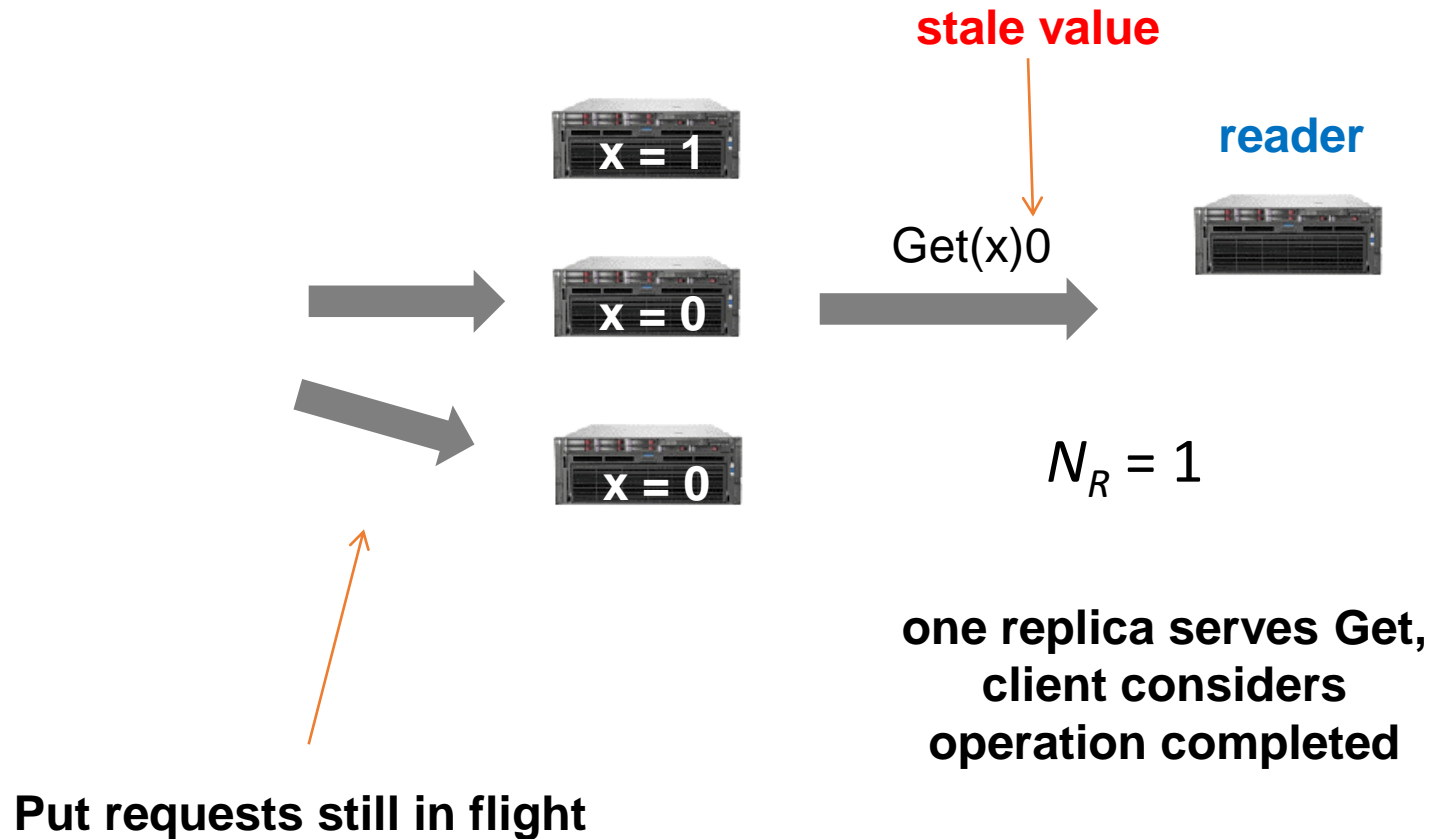 stale value
reader
x = 1
Get(x)0
x = 0
x = 0
N_R = 1
one replica serves Get,
client considers
operation completed
Put requests still in flight